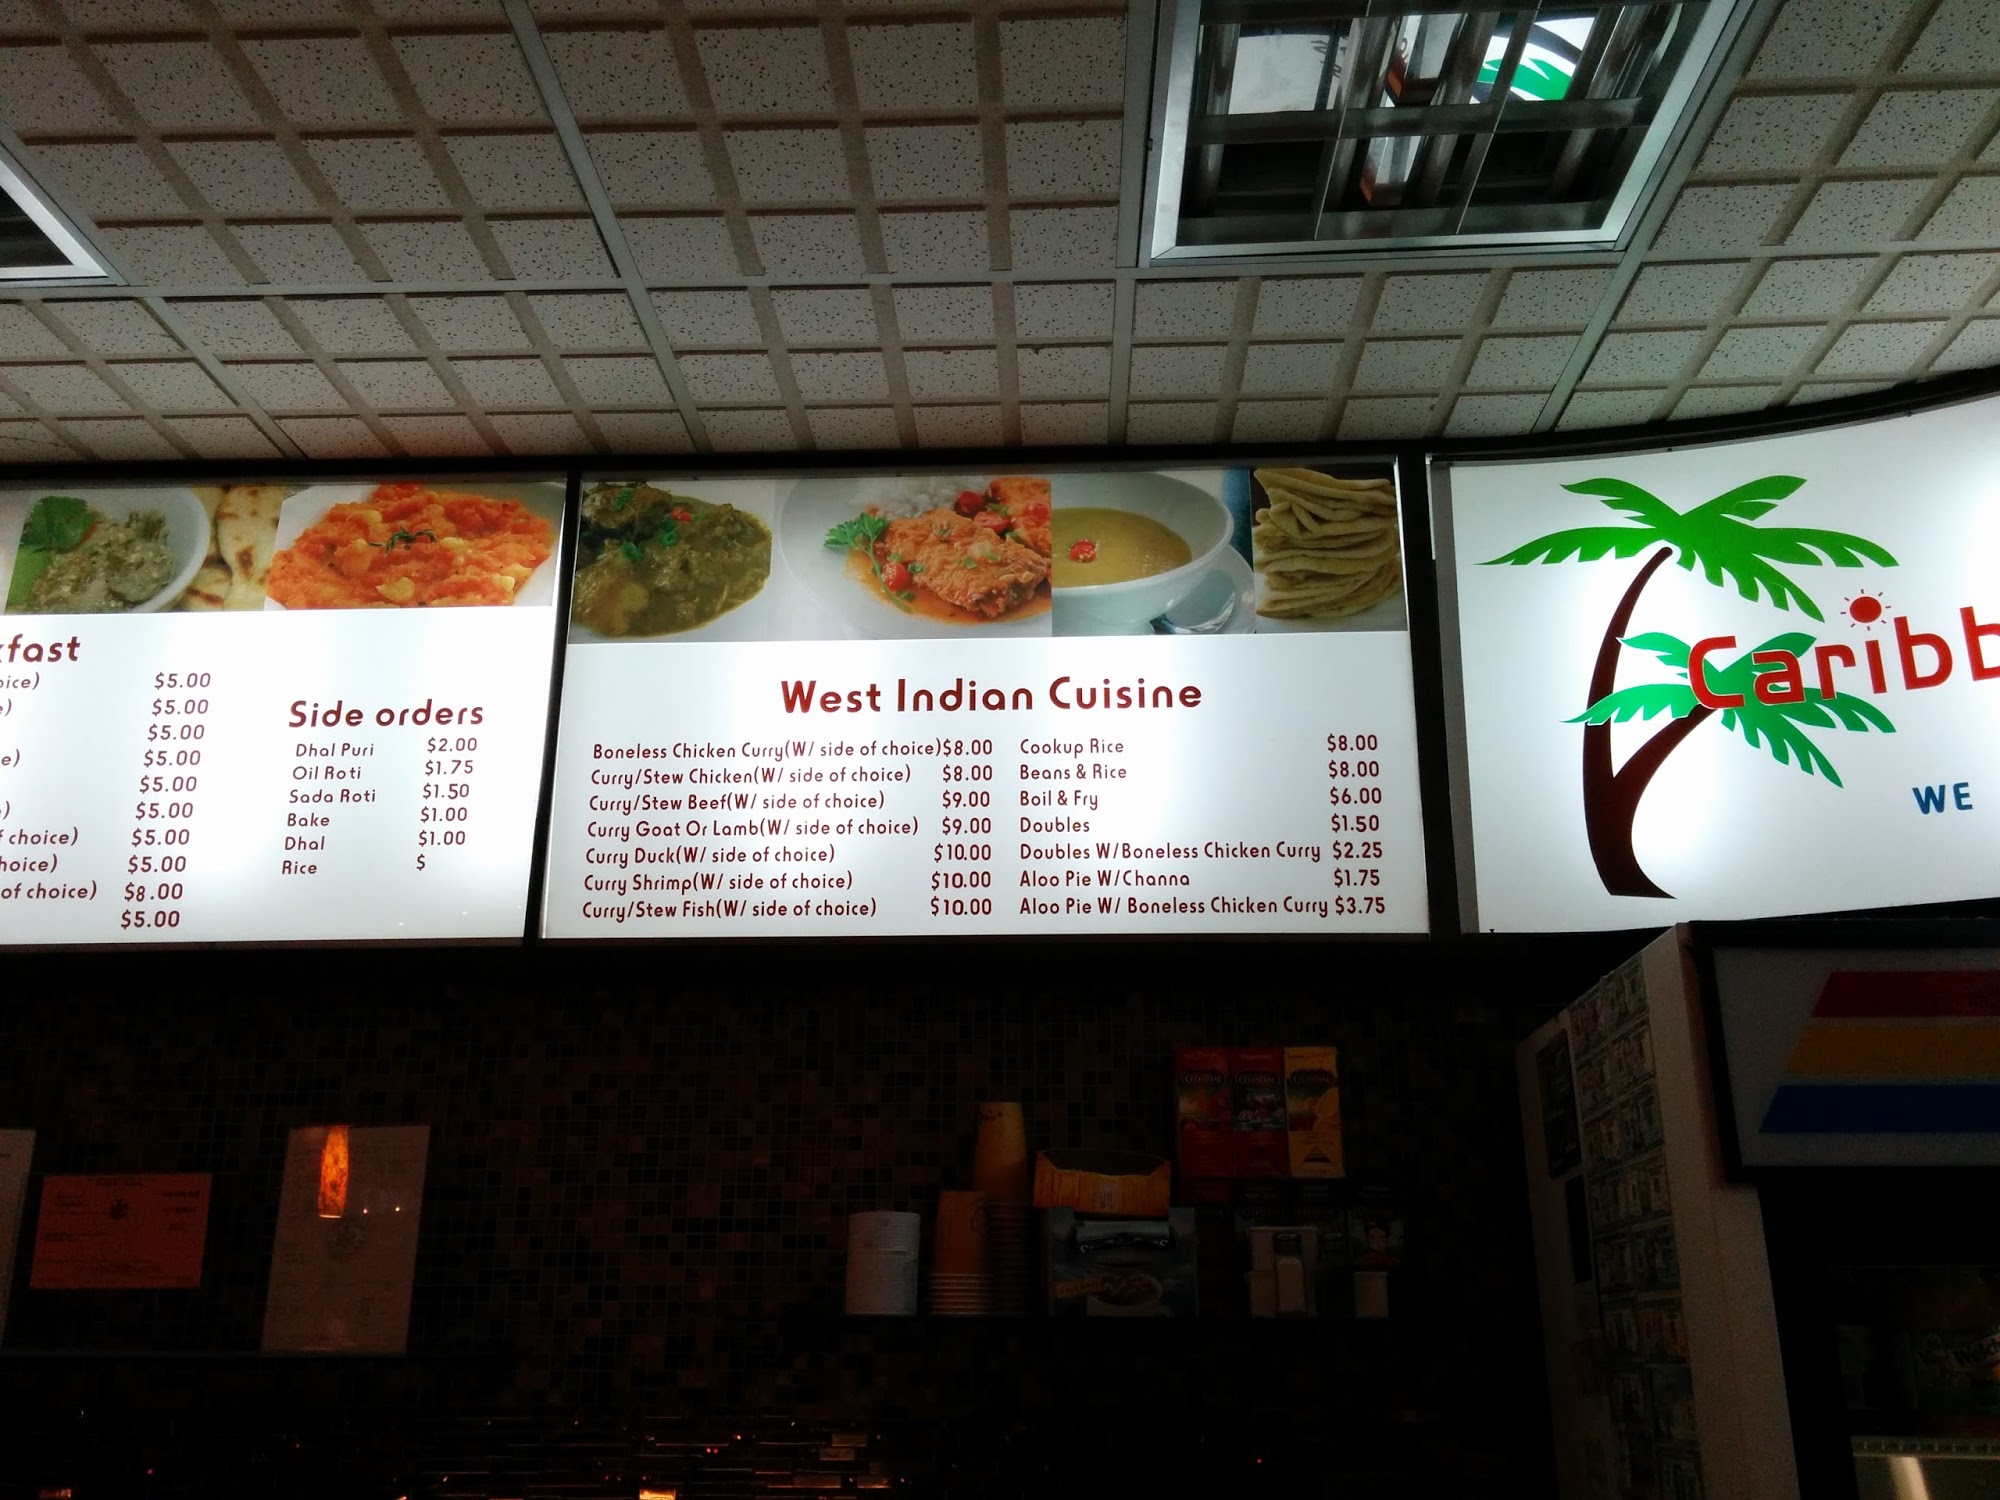 $5.00
$5.00
$5.00
$5.00
$5.00
$5.00
f choice) $5.00
$5.00
of choice) $8.00
$5.00
Side orders
Dhal Puri $2.00
Oil Roti $1.75
Sada Roti $1.50
Bake $1.00
Dhal $1.00
Rice $
West Indian Cuisine
Boneless Chicken Curry(W/ side of choice)$8.00
Curry/Stew Chicken(W/ side of choice) $8.00
Curry/Stew Beef(W/ side of choice) $9.00
Curry Goat Or Lamb(W/ side of choice) $9.00
Curry Duck(W/ side of choice) $10.00
Curry Shrimp(W/ side of choice) $10.00
Curry/Stew Fish(W/ side of choice) $10.00
Cookup Rice $8.00
Beans & Rice $8.00
Boil & Fry $6.00
Doubles $1.50
Doubles W/Boneless Chicken Curry $2.25
Aloo Pie W/Channa $1.75
Aloo Pie W/ Boneless Chicken Curry $3.75
Caribb
WE